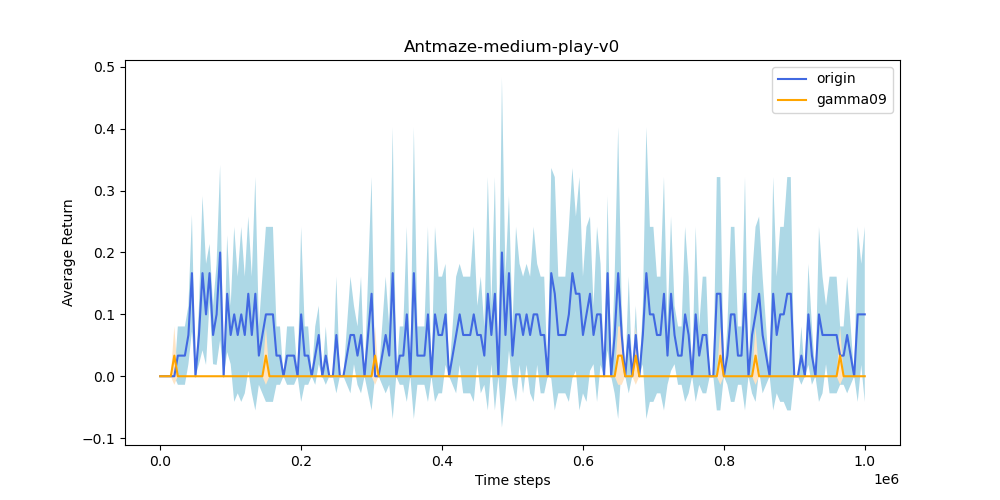 Antmaze-medium-play-v0
origin
gamma09
Average Return
0.5
0.4
0.3
0.2
0.1
0.0
−0.1
0.0
0.2
0.4
0.6
0.8
1.0
1e6
Time steps